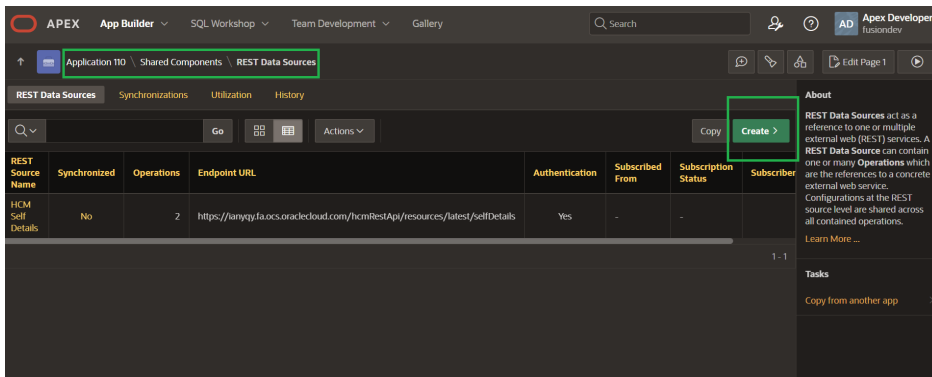 APEX App Builder SQL Workshop Team Development Gallery Search AD Apex Developer
fusiondev
Application 110 \ Shared Components \ REST Data Sources Edit Page 1
REST Data Sources Synchronizations Utilization History
Go Actions Copy Create >
REST Source Name Synchronized Operations Endpoint URL Authentication Subscribed From Subscription Status Subscriber
HCM Self Details No 2 https://ianyqy.fa.ocs.oraclecloud.com/hcmRestApi/resources/latest/selfDetails Yes - -
1 - 1
About
REST Data Sources act as a
reference to one or multiple
external web (REST) services. A
REST Data Source can contain
one or many Operations which
are the references to a concrete
external web service.
Configurations at the REST
source level are shared across
all contained operations.
Learn More ...
Tasks
Copy from another app